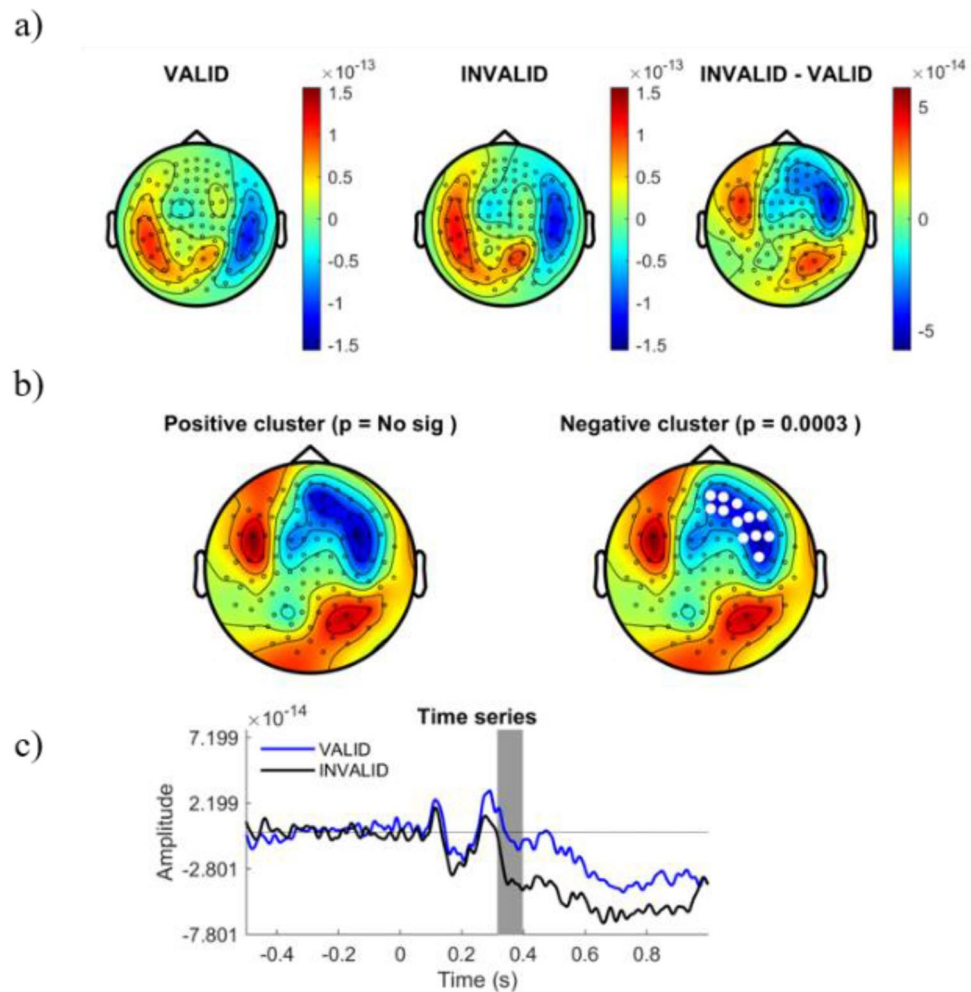 a)
VALID
×10-13
1.5
1
0.5
0
-0.5
-1
-1.5
INVALID
×10-13
1.5
1
0.5
0
-0.5
-1
-1.5
INVALID - VALID
×10-14
5
0
-5
b)
Positive cluster (p = No sig )
Negative cluster (p = 0.0003 )
c)
×10-14
Time series
7.199
2.199
-2.801
-7.801
Amplitude
VALID
INVALID
-0.4 -0.2 0 0.2 0.4 0.6 0.8
Time (s)